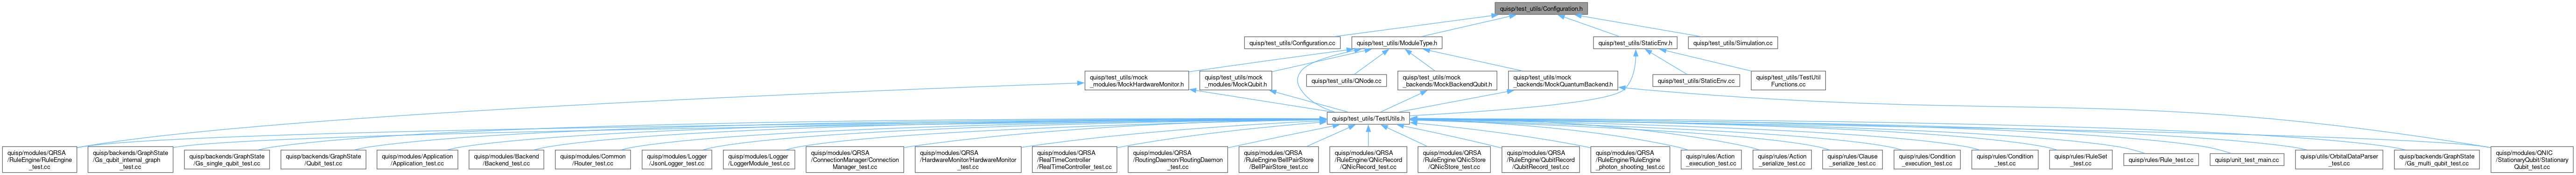 quisp/test_utils/Configuration.h
quisp/test_utils/Configuration.cc
quisp/test_utils/ModuleType.h
quisp/test_utils/StaticEnv.h
quisp/test_utils/Simulation.cc
quisp/test_utils/mock
_modules/MockHardwareMonitor.h
quisp/test_utils/mock
_modules/MockQubit.h
quisp/test_utils/QNode.cc
quisp/test_utils/mock
_backends/MockBackendQubit.h
quisp/test_utils/mock
_backends/MockQuantumBackend.h
quisp/test_utils/StaticEnv.cc
quisp/test_utils/TestUtil
Functions.cc
quisp/test_utils/TestUtils.h
quisp/modules/QRSA
/RuleEngine/RuleEngine
_test.cc
quisp/backends/GraphState
/Gs_qubit_internal_graph
_test.cc
quisp/backends/GraphState
/Gs_single_qubit_test.cc
quisp/backends/GraphState
/Qubit_test.cc
quisp/modules/Application
/Application_test.cc
quisp/modules/Backend
/Backend_test.cc
quisp/modules/Common
/Router_test.cc
quisp/modules/Logger
/JsonLogger_test.cc
quisp/modules/Logger
/LoggerModule_test.cc
quisp/modules/QRSA
/ConnectionManager/Connection
Manager_test.cc
quisp/modules/QRSA
/HardwareMonitor/HardwareMonitor
_test.cc
quisp/modules/QRSA
/RealTimeController
/RealTimeController_test.cc
quisp/modules/QRSA
/RoutingDaemon/RoutingDaemon
_test.cc
quisp/modules/QRSA
/RuleEngine/BellPairStore
/BellPairStore_test.cc
quisp/modules/QRSA
/RuleEngine/QNicRecord
/QNicRecord_test.cc
quisp/modules/QRSA
/RuleEngine/QNicStore
/QNicStore_test.cc
quisp/modules/QRSA
/RuleEngine/QubitRecord
/QubitRecord_test.cc
quisp/modules/QRSA
/RuleEngine/RuleEngine
_photon_shooting_test.cc
quisp/rules/Action
_execution_test.cc
quisp/rules/Action
_serialize_test.cc
quisp/rules/Clause
_serialize_test.cc
quisp/rules/Condition
_execution_test.cc
quisp/rules/Condition
_test.cc
quisp/rules/RuleSet
_test.cc
quisp/rules/Rule_test.cc
quisp/unit_test_main.cc
quisp/utils/OrbitalDataParser
_test.cc
quisp/backends/GraphState
/Gs_multi_qubit_test.cc
quisp/modules/QNIC
/StationaryQubit/Stationary
Qubit_test.cc